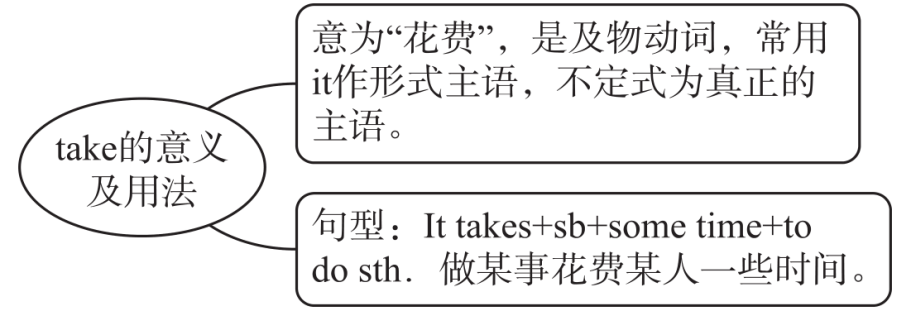 take的意义
及用法
意为“花费”，是及物动词，常用
it作形式主语，不定式为真正的
主语。
句型：It takes+sb+some time+to
do sth．做某事花费某人一些时间。